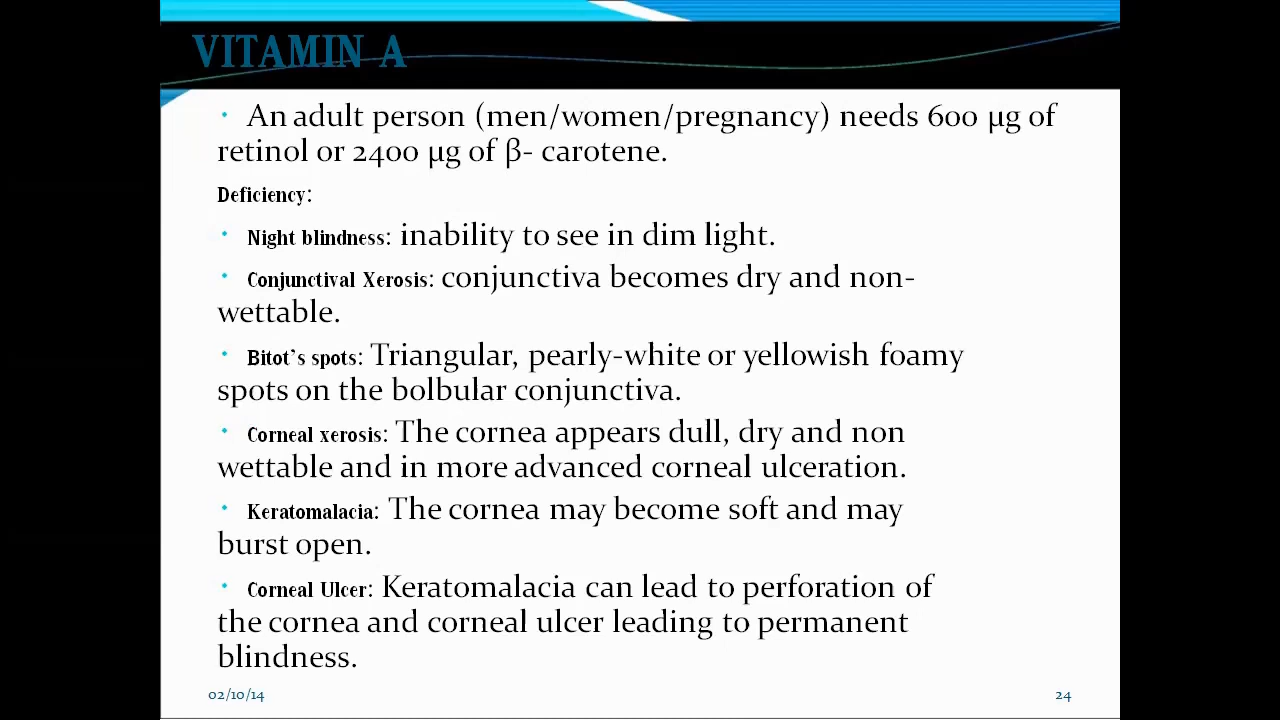 VITAMIN A
• An adult person (men/women/pregnancy) needs 600 µg of
retinol or 2400 µg of β- carotene.
Deficiency:
• Night blindness: inability to see in dim light.
• Conjunctival Xerosis: conjunctiva becomes dry and non-
wettable.
• Bitot's spots: Triangular, pearly-white or yellowish foamy
spots on the bolbular conjunctiva.
• Corneal xerosis: The cornea appears dull, dry and non
wettable and in more advanced corneal ulceration.
• Keratomalacia: The cornea may become soft and may
burst open.
• Corneal Ulcer: Keratomalacia can lead to perforation of
the cornea and corneal ulcer leading to permanent
blindness.
02/10/14
24